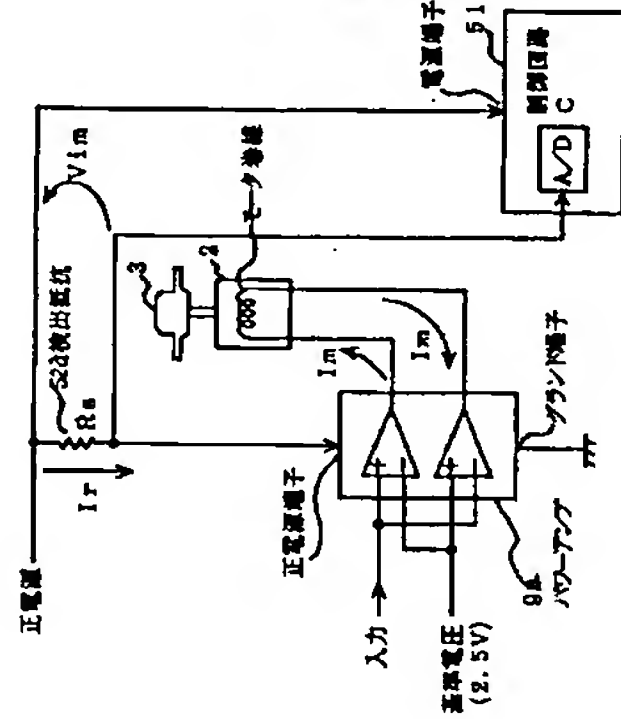 正電源
Ir
52a検出抵抗
Rs
Vim
電源端子
51
制御回路
C
A/D
モータ巻線
3
2
Im
Im
正電源端子
グランド端子
入力
基準電圧
(2.5V)
9a
パワーアンプ